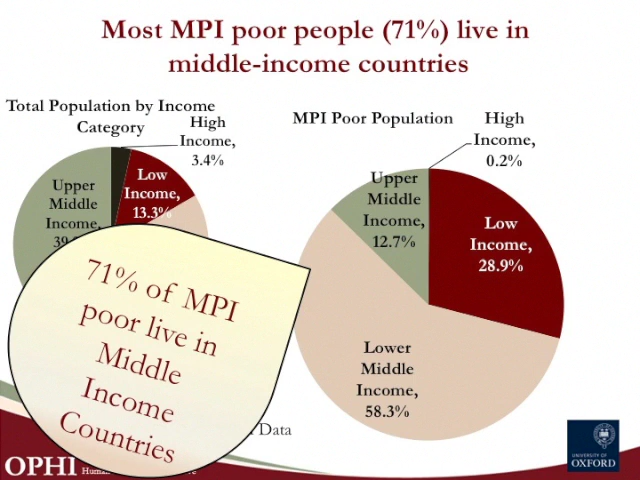 Most MPI poor people (71%) live in
middle-income countries
Total Population by Income
Category
High
Income,
3.4%
Low
Income,
13.3%
Upper
Middle
Income,
MPI Poor Population
High
Income,
0.2%
Upper
Middle
Income,
12.7%
Low
Income,
28.9%
Lower
Middle
Income,
58.3%
71% of MPI
poor live in
Middle
Income
Countries
Data
OPHI
UNIVERSITY OF
OXFORD